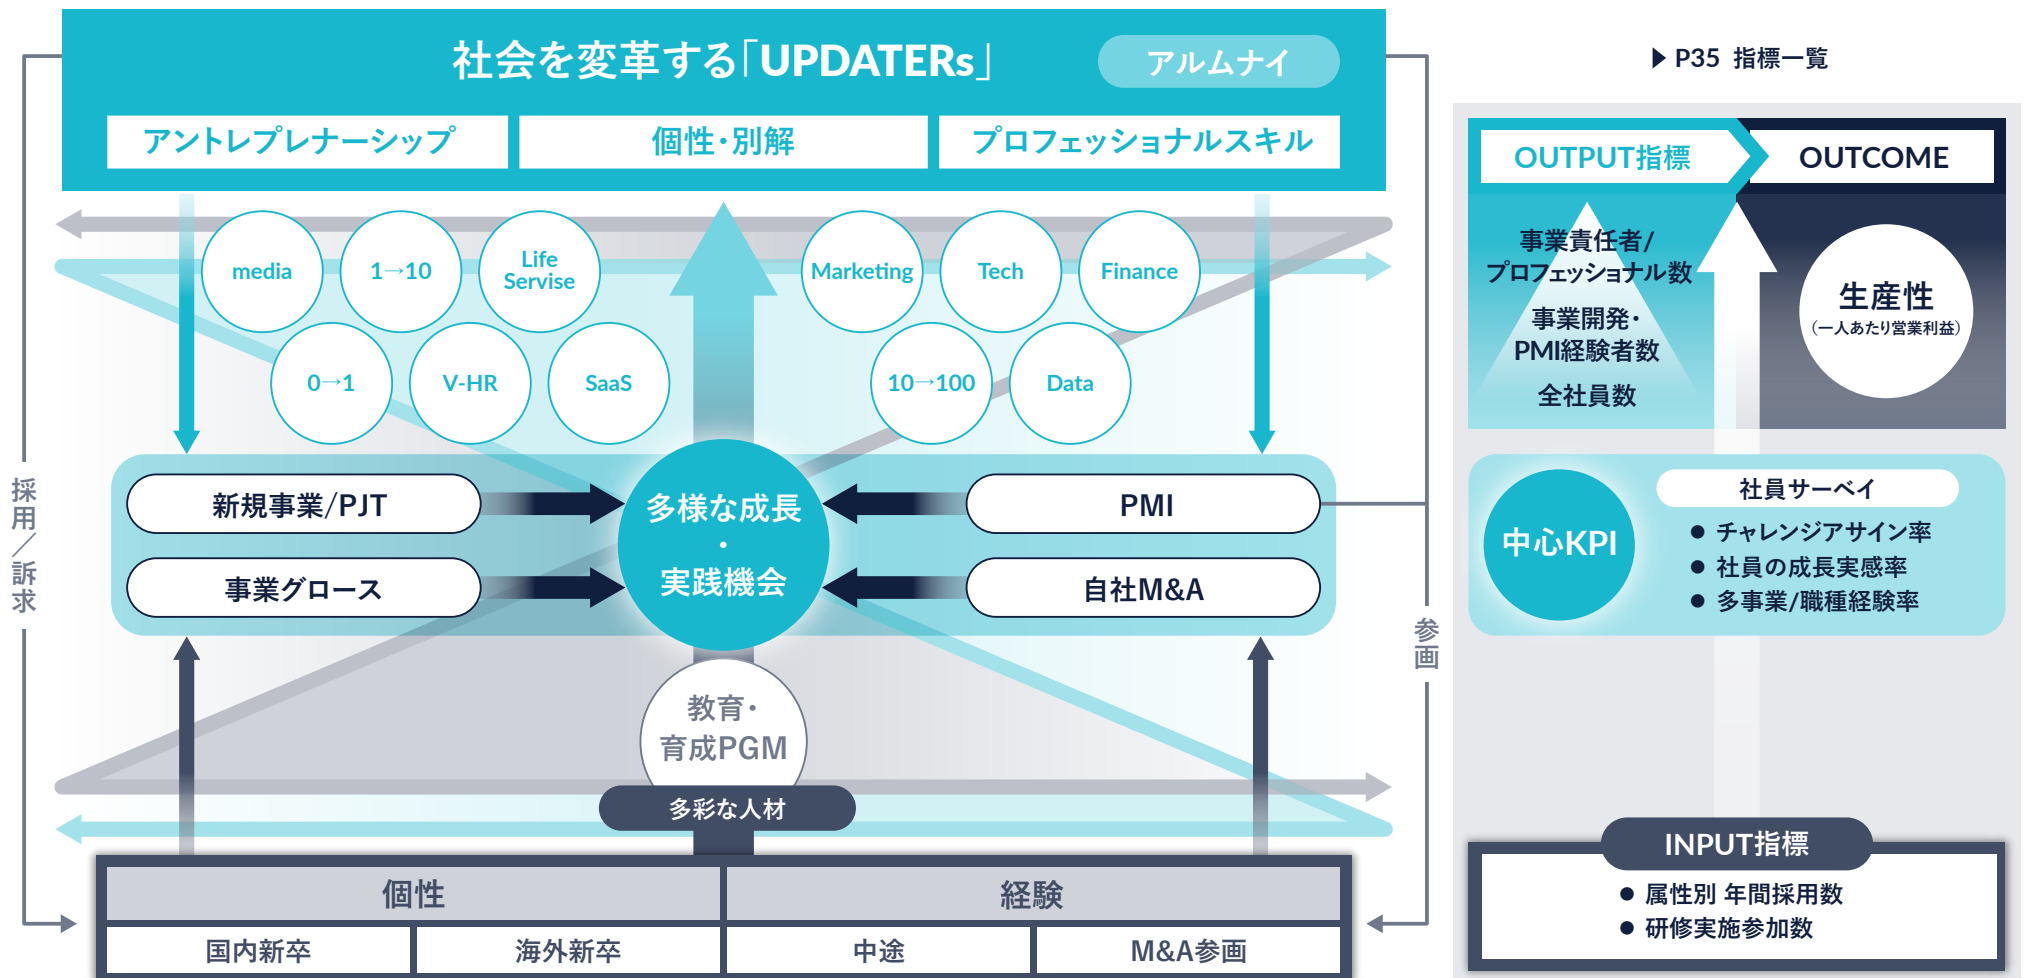 社会を変革する「UPDATERs」
アルムナイ
アントレプレナーシップ
個性・別解
プロフェッショナルスキル
media
1→10
Life
Servise
Marketing
Tech
Finance
0→1
V-HR
SaaS
10→100
Data
新規事業/PJT
事業グロース
多様な成長
・
実践機会
PMI
自社M&A
教育・
育成PGM
多彩な人材
個性
経験
国内新卒
海外新卒
中途
M&A参画
採用／訴求
参画
▶ P35 指標一覧
OUTPUT指標
OUTCOME
事業責任者/
プロフェッショナル数
事業開発・
PMI経験者数
全社員数
生産性
（一人あたり営業利益）
中心KPI
社員サーベイ
● チャレンジアサイン率
● 社員の成長実感率
● 多事業/職種経験率
INPUT指標
● 属性別 年間採用数
● 研修実施参加数